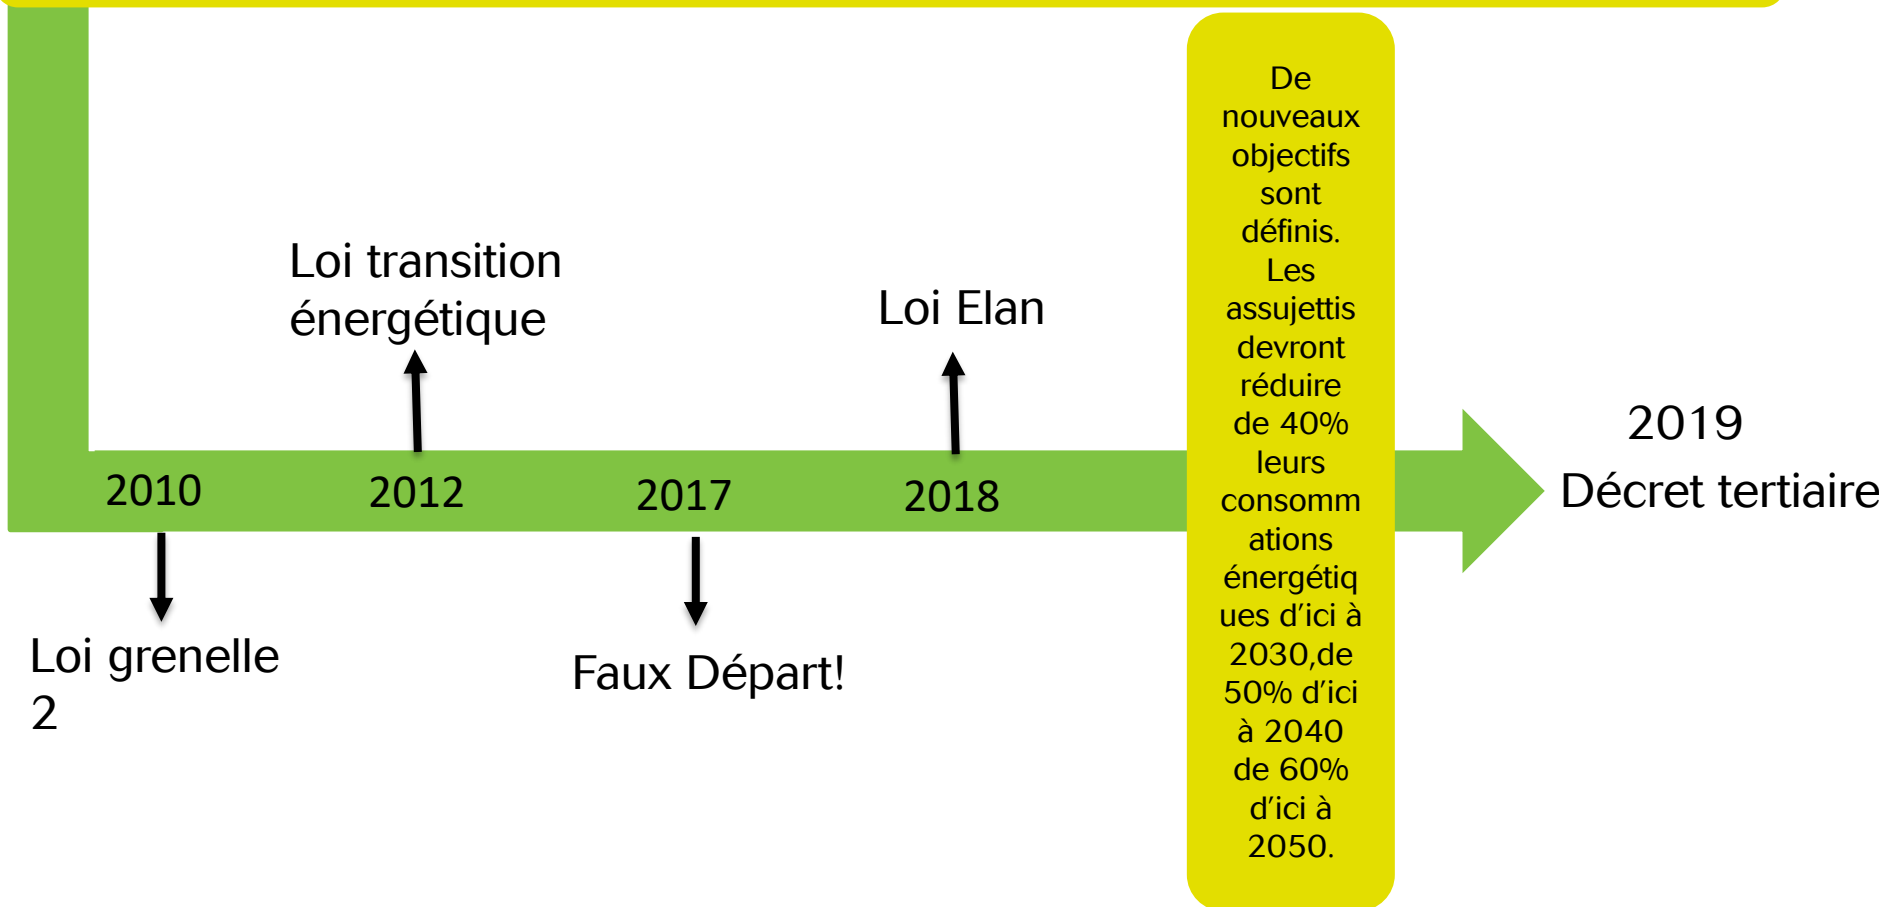 De
nouveaux
objectifs
sont
définis.
Les
assujettis
devront
réduire
de 40%
leurs
consomm
ations
énergétiq
ues d'ici à
2030,de
50% d'ici
à 2040
de 60%
d'ici à
2050.
Loi transition
énergétique
Loi Elan
2010
2012
2017
2018
2019
Décret tertiaire
Loi grenelle
2
Faux Départ!